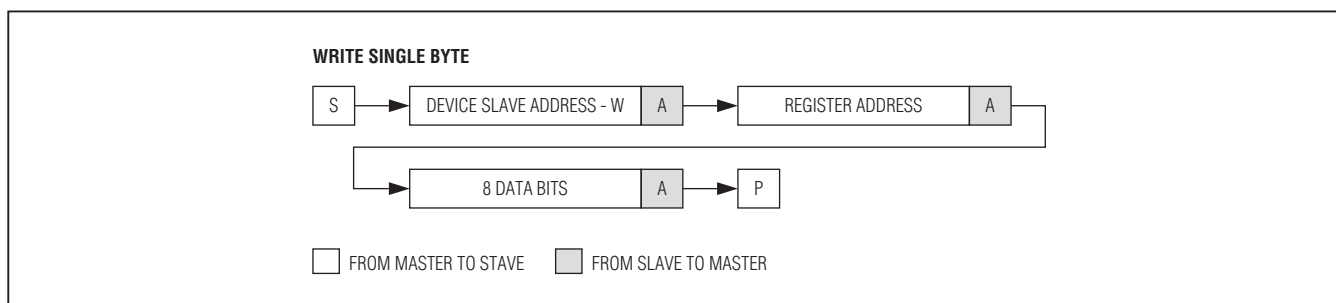 WRITE SINGLE BYTE
S DEVICE SLAVE ADDRESS - W A REGISTER ADDRESS A
8 DATA BITS A P
FROM MASTER TO STAVE FROM SLAVE TO MASTER